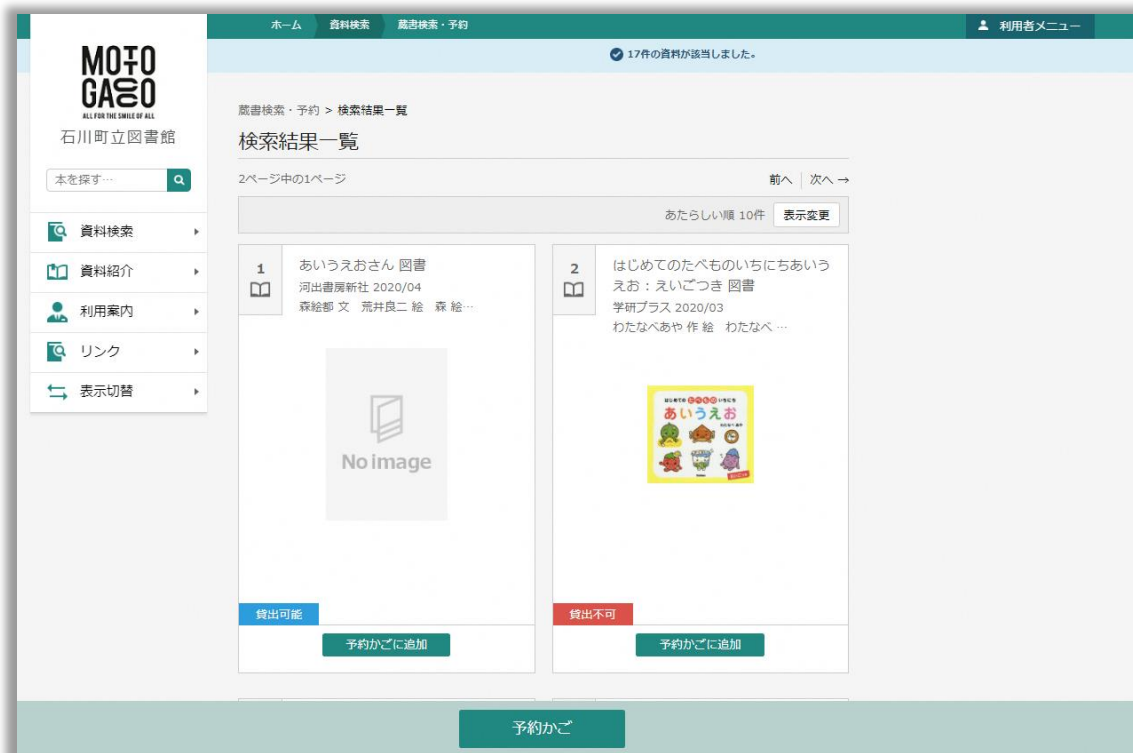 ホーム 資料検索 蔵書検索・予約 利用者メニュー
17件の資料が該当しました。
MOTO
GACCO
ALL FOR THE SMILE OF ALL
石川町立図書館
本を探す…
資料検索
資料紹介
利用案内
リンク
表示切替
蔵書検索・予約 > 検索結果一覧
検索結果一覧
2ページ中の1ページ
前へ 次へ →
あたらしい順 10件 表示変更
1
あいうえおさん 図書
河出書房新社 2020/04
森絵都 文 荒井良二 絵 森 絵…
No image
貸出可能
予約かごに追加
2
はじめてのたべものいちにちあいう
えお：えいごつき 図書
学研プラス 2020/03
わたなべあや 作 絵 わたなべ …
はじめての たべもの いちにち
あいうえお
貸出不可
予約かごに追加
予約かご